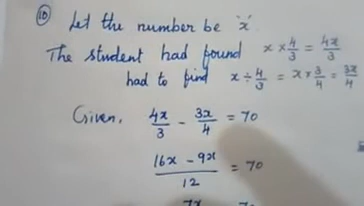 (10) Let the number be "x".
The student had found x × 4/3 = 4x/3
had to find x ÷ 4/3 = x × 3/4 = 3x/4
Given, 4x/3 - 3x/4 = 70
16x - 9x / 12 = 70